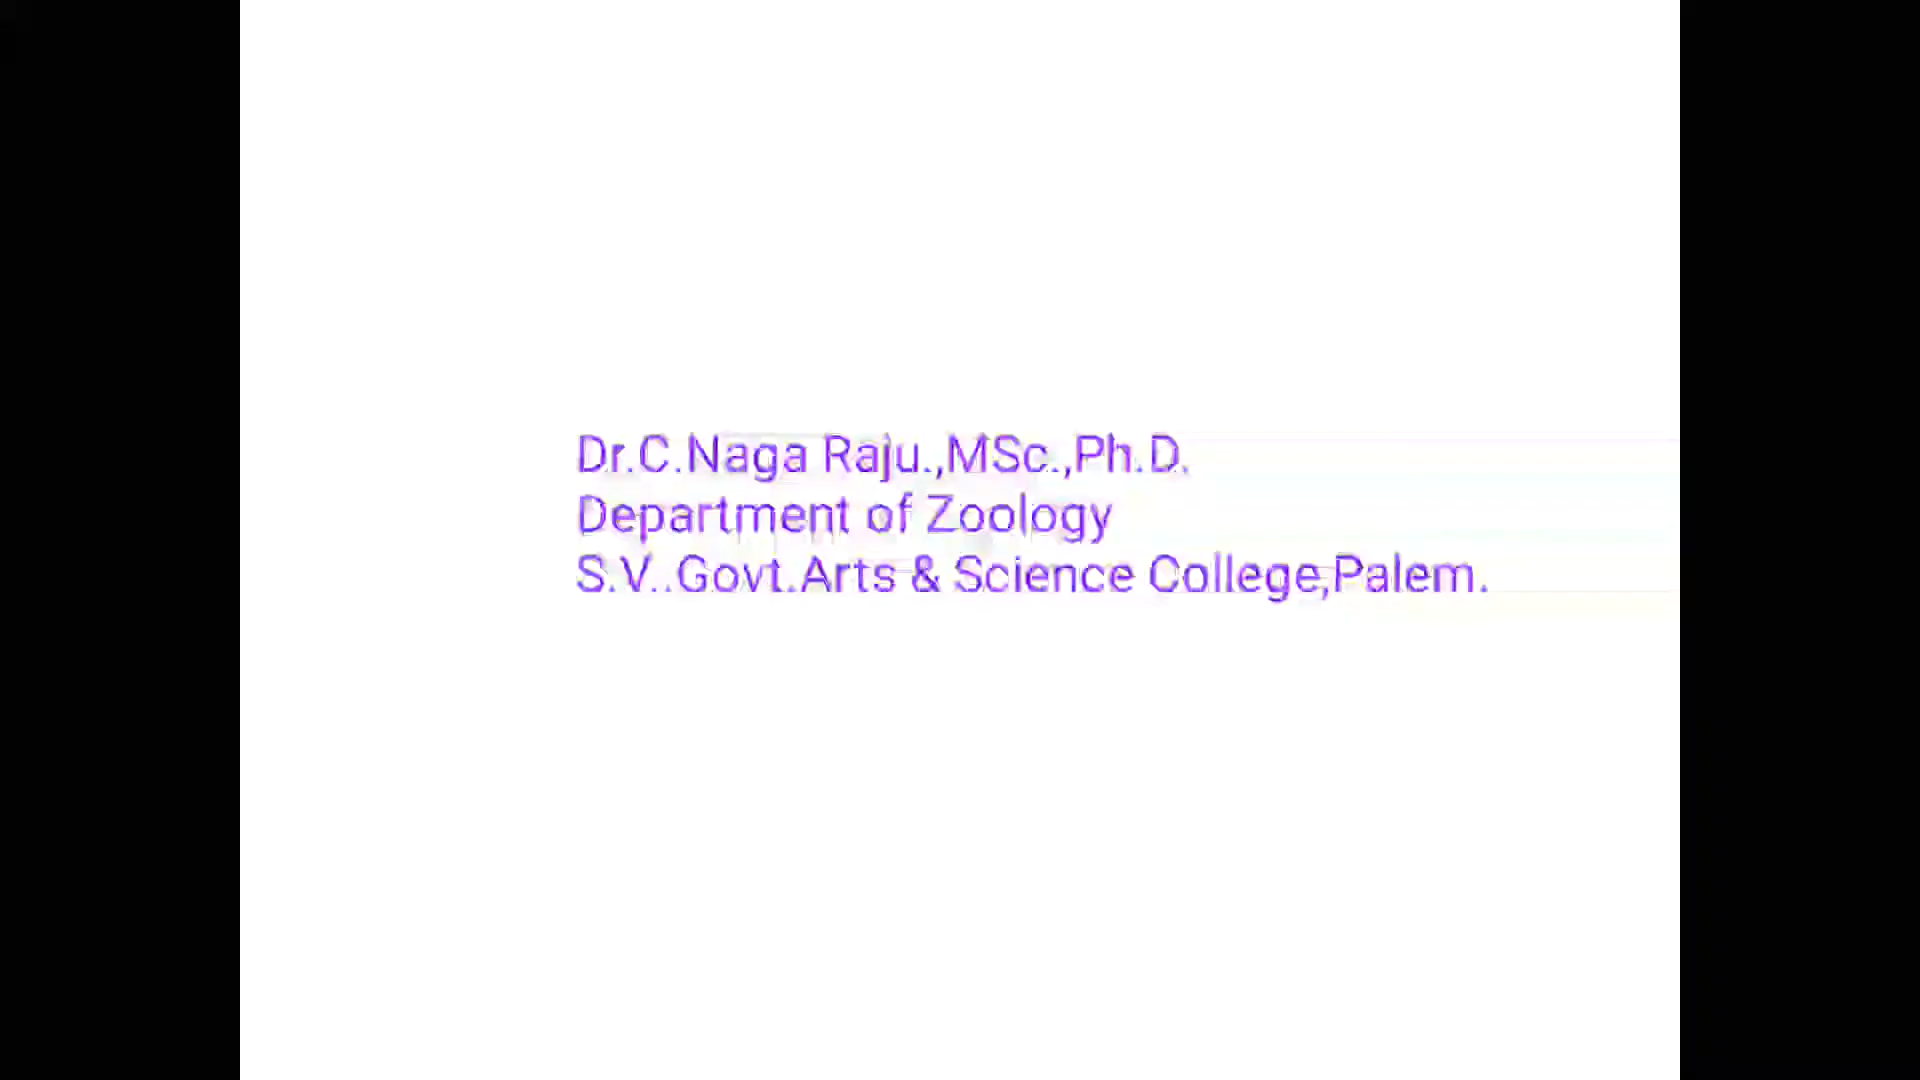 Dr.C.Naga Raju.,MSc.,Ph.D.
Department of Zoology
S.V..Govt.Arts & Science College,Palem.